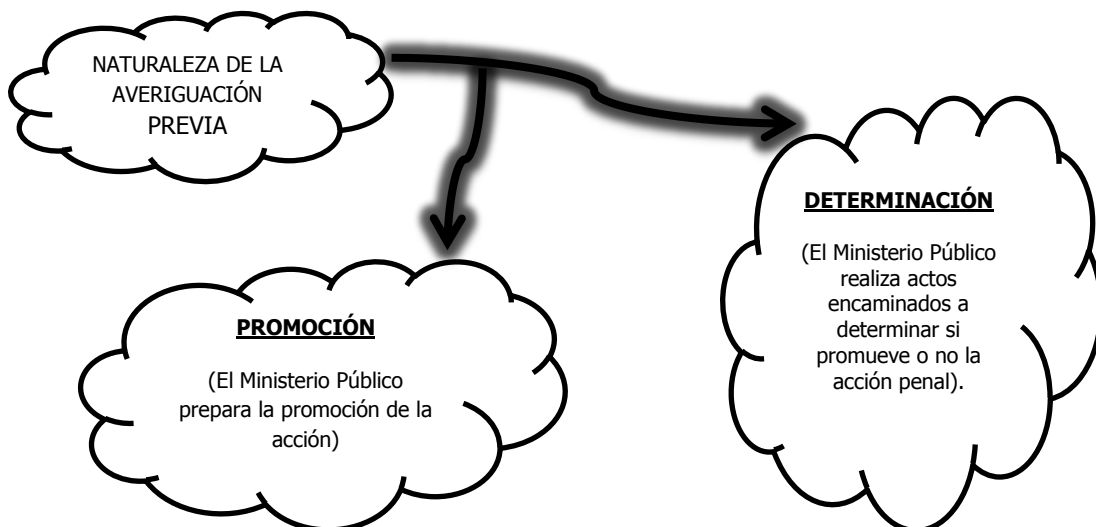 NATURALEZA DE LA
AVERIGUACIÓN
PREVIA
PROMOCIÓN
(El Ministerio Público
prepara la promoción de la
acción)
DETERMINACIÓN
(El Ministerio Público
realiza actos
encaminados a
determinar si
promueve o no la
acción penal).